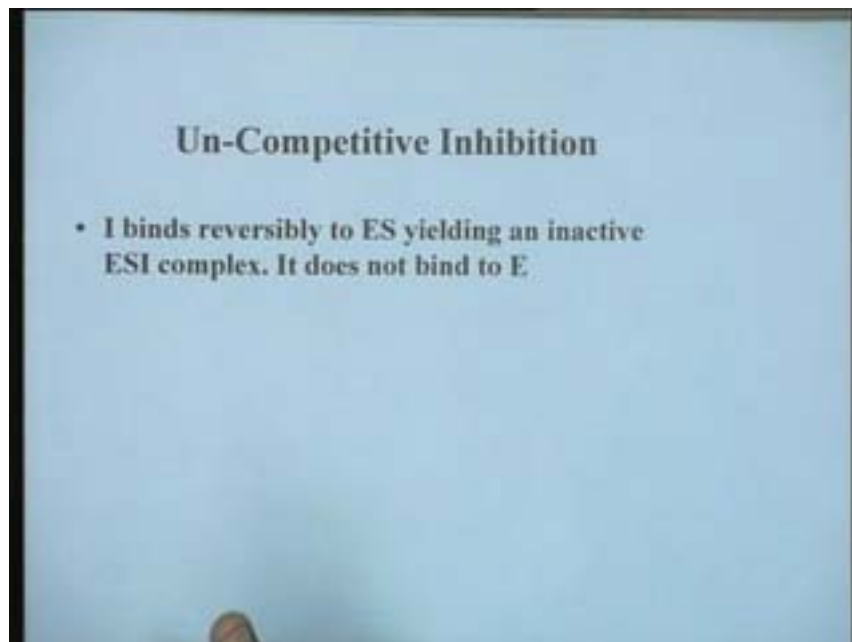 Un-Competitive Inhibition
• I binds reversibly to ES yielding an inactive
ESI complex. It does not bind to E